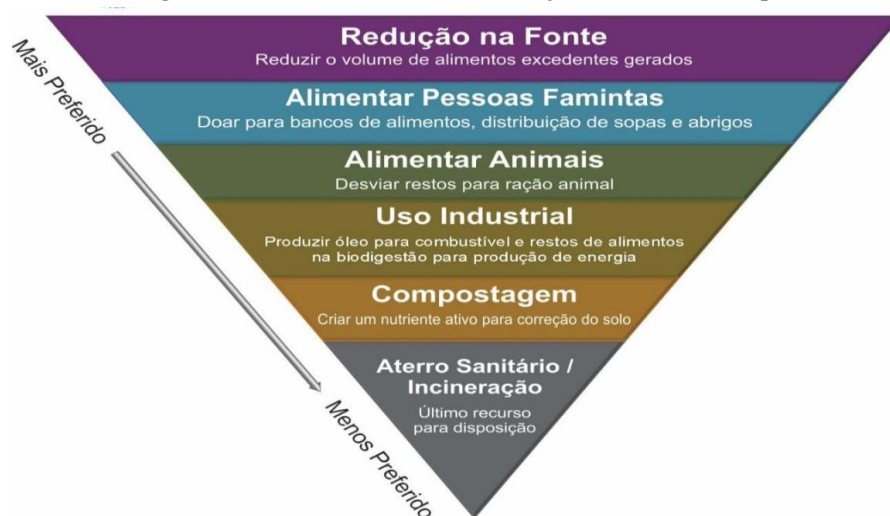 Redução na Fonte
Reduzir o volume de alimentos excedentes gerados
Alimentar Pessoas Famintas
Doar para bancos de alimentos, distribuição de sopas e abrigos
Alimentar Animais
Desviar restos para ração animal
Uso Industrial
Produzir óleo para combustível e restos de alimentos
na biodigestão para produção de energia
Compostagem
Criar um nutriente ativo para correção do solo
Aterro Sanitário /
Incineração
Último recurso
para disposição
Mais Preferido
Menos Preferido